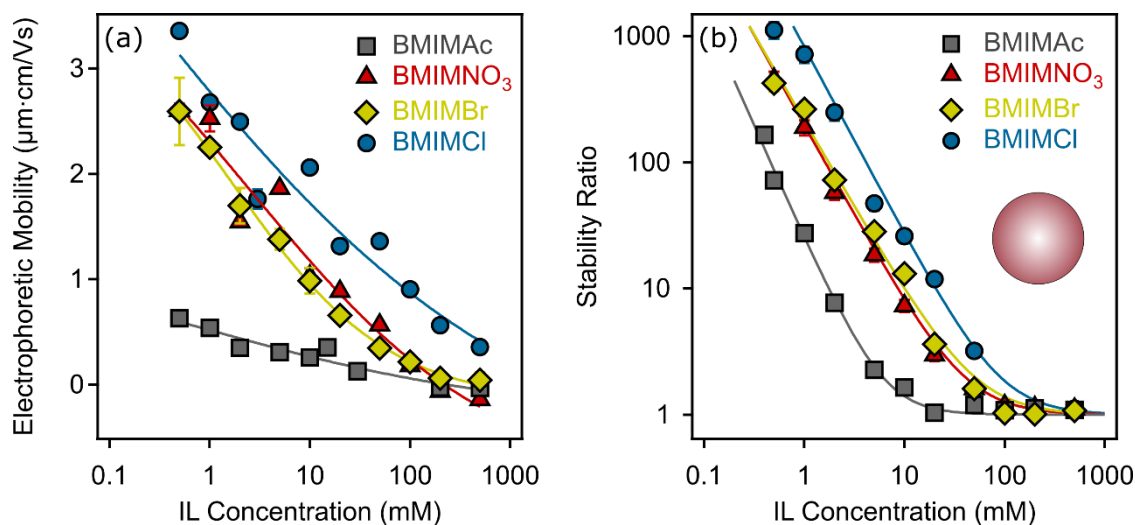 (a)
BMIMAc
BMIMNO₃
BMIMBr
BMIMCl
Electrophoretic Mobility (µm·cm/Vs)
3
2
1
0
0.1 1 10 100 1000
IL Concentration (mM)
(b)
BMIMAc
BMIMNO₃
BMIMBr
BMIMCl
Stability Ratio
1000
100
10
1
0.1 1 10 100 1000
IL Concentration (mM)